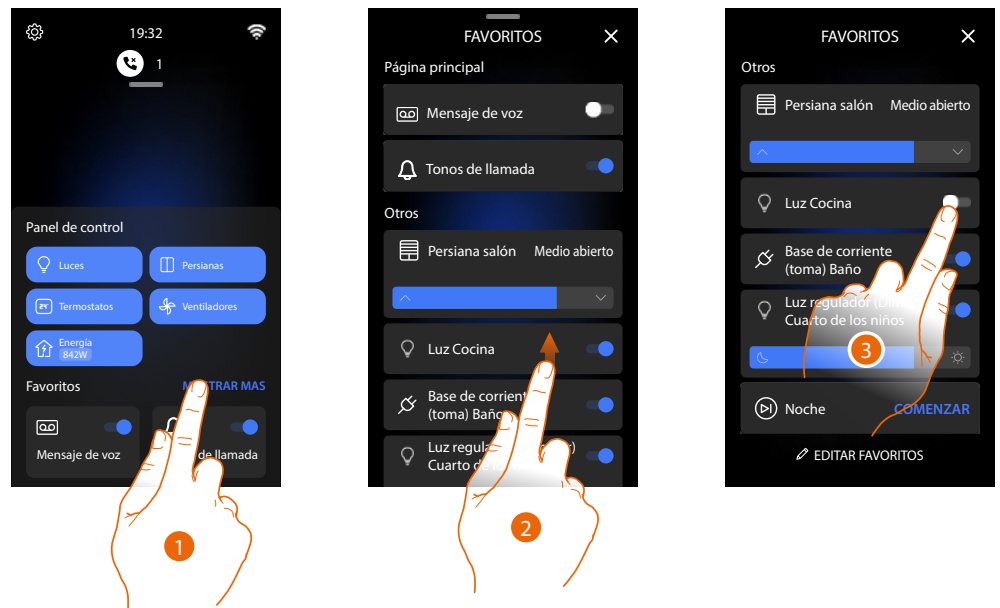 19:32
1
Panel de control
Luces
Persianas
Termostatos
Ventiladores
Energía
842W
Favoritos
MOSTRAR MAS
Mensaje de voz
de llamada
1
FAVORITOS
Página principal
Mensaje de voz
Tonos de llamada
Otros
Persiana salón Medio abierto
Luz Cocina
Base de corriente
(toma) Baño
Luz regulador
Cuarto de
2
FAVORITOS
Otros
Persiana salón Medio abierto
Luz Cocina
Base de corriente
(toma) Baño
Luz regulador
Cuarto de los niños
3
Noche COMENZAR
EDITAR FAVORITOS